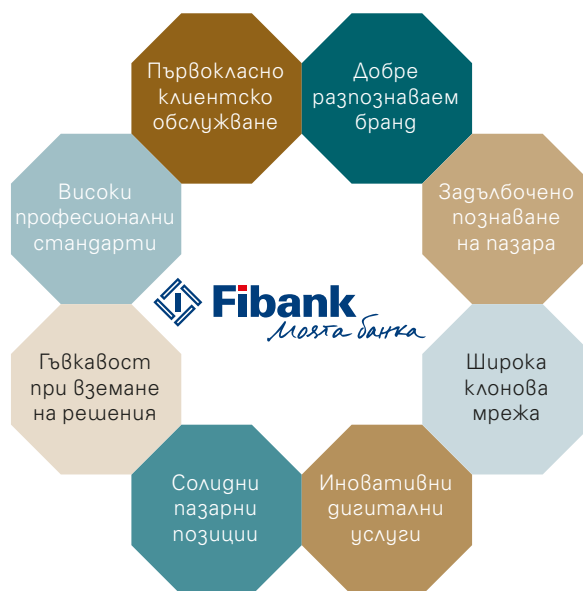 Първокласно
клиентско
обслужване
Добре
разпознаваем
бранд
Високи
професионални
стандарти
Задълбочено
познаване
на пазара
Fibank
Моята банка
Гъвкавост
при вземане
на решения
Широка
клонова
мрежа
Солидни
пазарни
позиции
Иновативни
дигитални
услуги